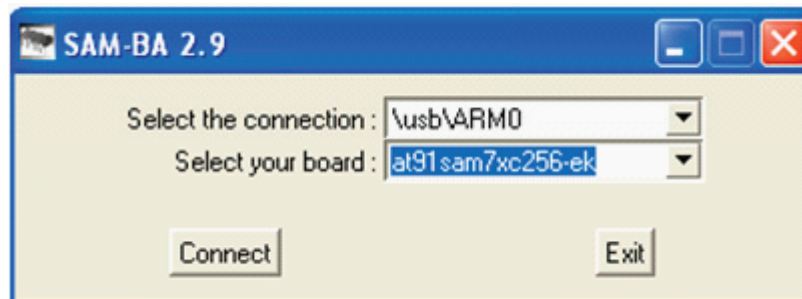 SAM-BA 2.9
Select the connection : \usb\ARM0
Select your board : at91sam7xc256-ek
Connect Exit